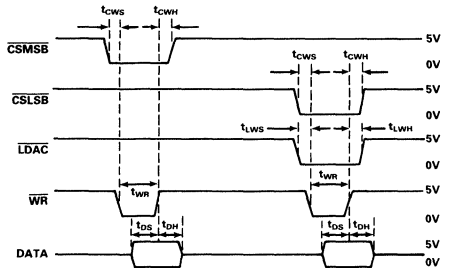 tCWS tCWH
CSMSB 5V
0V
tCWS tCWH
CSLSB 5V
0V
tLWS tLWH
LDAC 5V
0V
tWR tWR
WR 5V
0V
tDS tDH tDS tDH
DATA 5V
0V